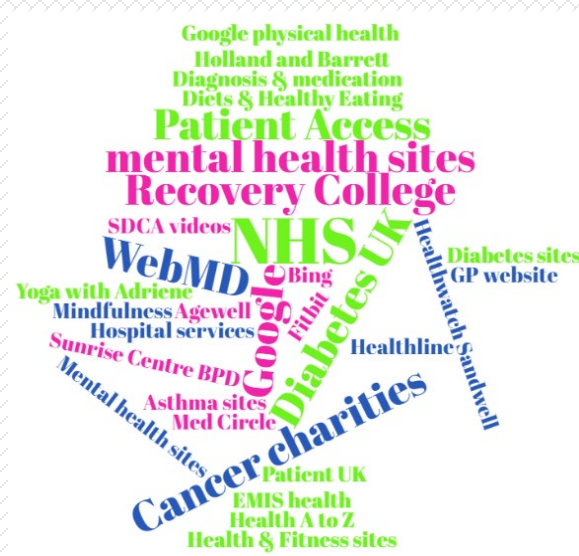 Google physical health
Holland and Barrett
Diagnosis & medication
Diets & Healthy Eating
Patient Access
mental health sites
Recovery College
SDCA videos
NHS
WebMD
Diabetes UK
Healthwatch Sandwell
Diabetes sites
GP website
Google
Bing
Fitbit
Yoga with Adriene
Mindfulness
Agewell
Hospital services
Sunrise Centre BPD
Healthline
Mental health sites
Asthma sites
Med Circle
Cancer charities
Patient UK
EMIS health
Health A to Z
Health & Fitness sites